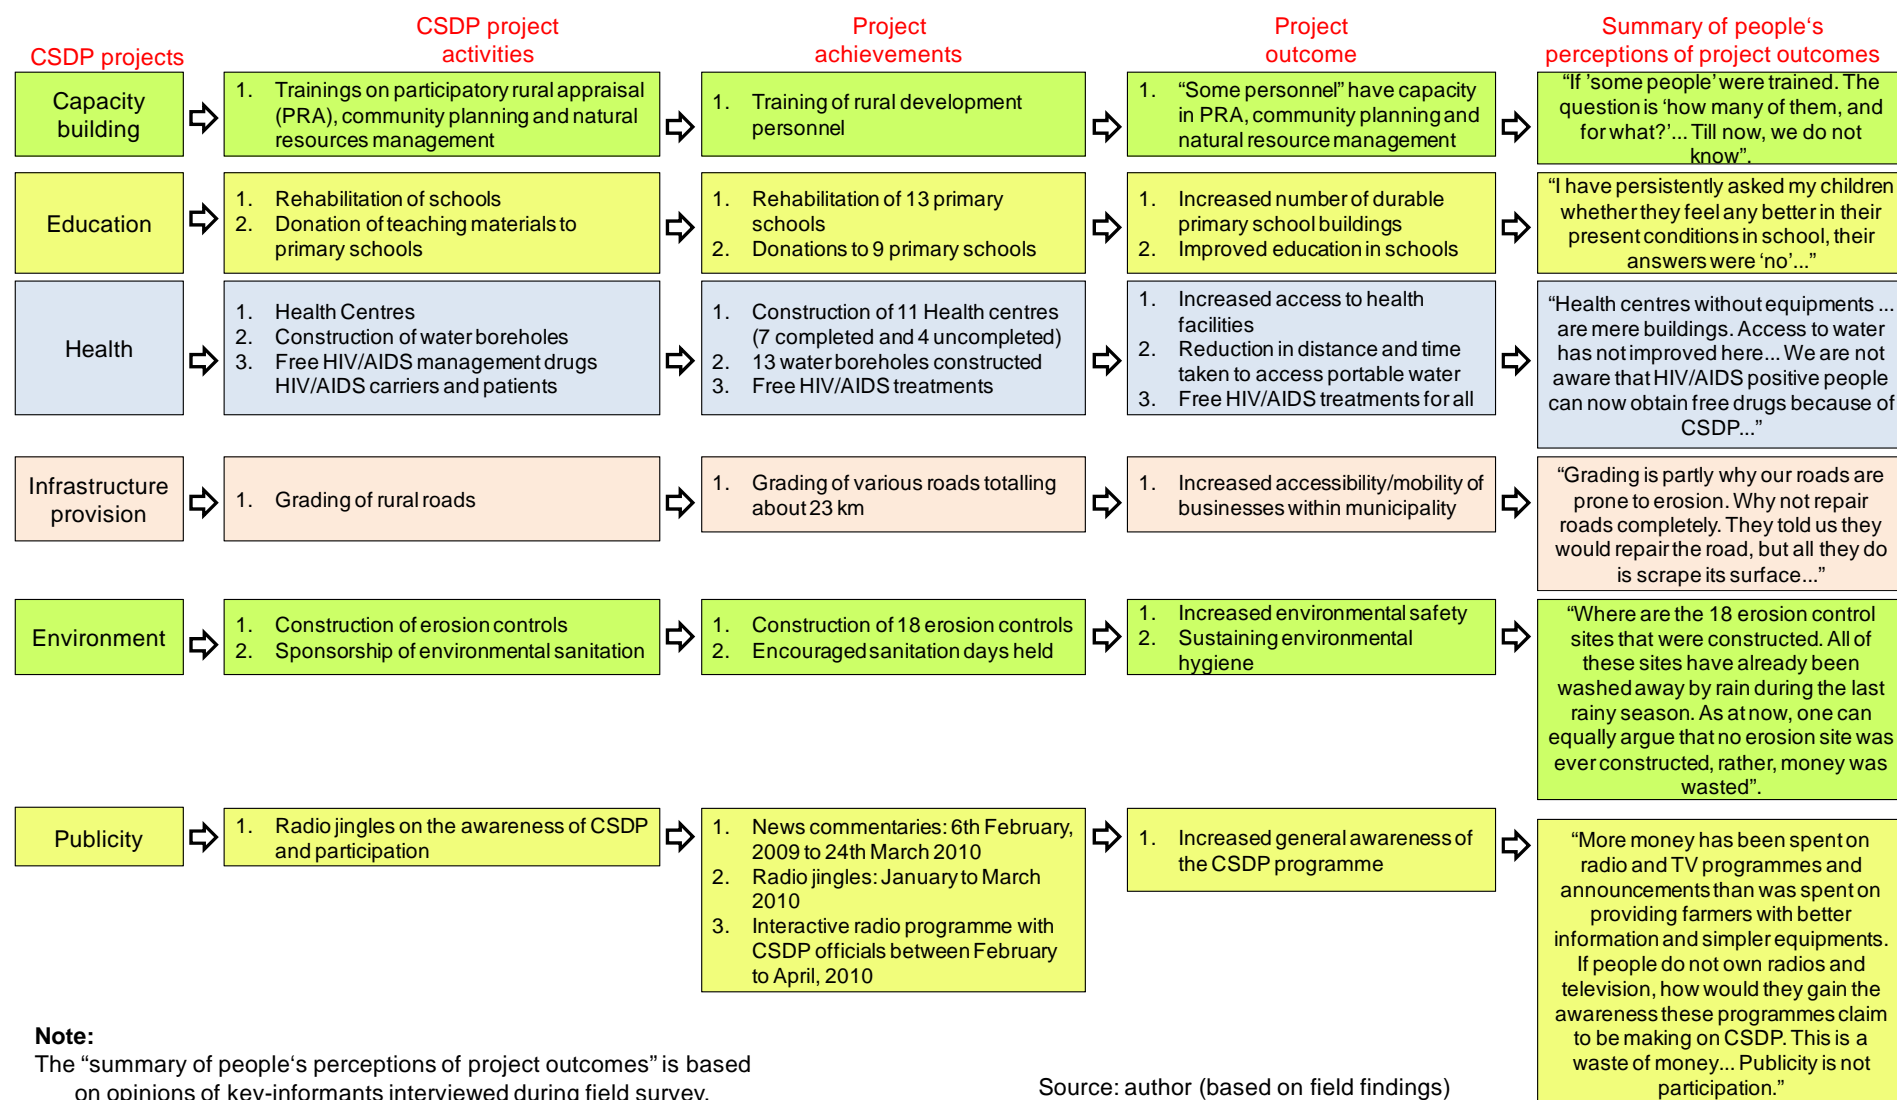 CSDP projects
CSDP project
activities
Project
achievements
Project
outcome
Summary of people‘s
perceptions of project outcomes
Capacity
building
1. Trainings on participatory rural appraisal
(PRA), community planning and natural
resources management
1. Training of rural development
personnel
1. “Some personnel” have capacity
in PRA, community planning and
natural resource management
“If ’some people’ were trained. The
question is ‘how many of them, and
for what?’... Till now, we do not
know”.
Education
1. Rehabilitation of schools
2. Donation of teaching materials to
primary schools
1. Rehabilitation of 13 primary
schools
2. Donations to 9 primary schools
1. Increased number of durable
primary school buildings
2. Improved education in schools
“I have persistently asked my children
whether they feel any better in their
present conditions in school, their
answers were ‘no’...”
Health
1. Health Centres
2. Construction of water boreholes
3. Free HIV/AIDS management drugs
HIV/AIDS carriers and patients
1. Construction of 11 Health centres
(7 completed and 4 uncompleted)
2. 13 water boreholes constructed
3. Free HIV/AIDS treatments
1. Increased access to health
facilities
2. Reduction in distance and time
taken to access portable water
3. Free HIV/AIDS treatments for all
“Health centres without equipments ...
are mere buildings. Access to water
has not improved here... We are not
aware that HIV/AIDS positive people
can now obtain free drugs because of
CSDP...”
Infrastructure
provision
1. Grading of rural roads
1. Grading of various roads totalling
about 23 km
1. Increased accessibility/mobility of
businesses within municipality
“Grading is partly why our roads are
prone to erosion. Why not repair
roads completely. They told us they
would repair the road, but all they do
is scrape its surface...”
Environment
1. Construction of erosion controls
2. Sponsorship of environmental sanitation
1. Construction of 18 erosion controls
2. Encouraged sanitation days held
1. Increased environmental safety
2. Sustaining environmental
hygiene
“Where are the 18 erosion control
sites that were constructed. All of
these sites have already been
washed away by rain during the last
rainy season. As at now, one can
equally argue that no erosion site was
ever constructed, rather, money was
wasted”.
Publicity
1. Radio jingles on the awareness of CSDP
and participation
1. News commentaries: 6th February,
2009 to 24th March 2010
2. Radio jingles: January to March
2010
3. Interactive radio programme with
CSDP officials between February
to April, 2010
1. Increased general awareness of
the CSDP programme
“More money has been spent on
radio and TV programmes and
announcements than was spent on
providing farmers with better
information and simpler equipments.
If people do not own radios and
television, how would they gain the
awareness these programmes claim
to be making on CSDP. This is a
waste of money... Publicity is not
participation.”
Note:
The “summary of people‘s perceptions of project outcomes” is based
on opinions of key-informants interviewed during field survey.
Source: author (based on field findings)